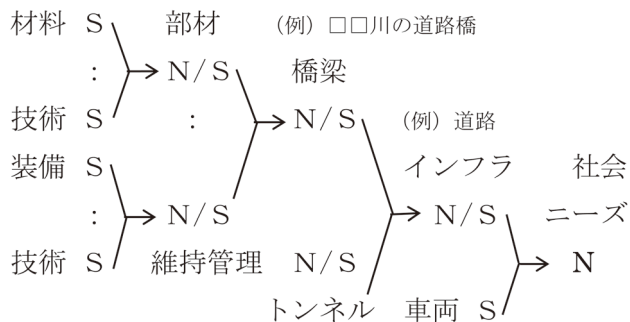 材料 S 部材 (例) □□川の道路橋
: N/S 橋梁
技術 S : N/S (例) 道路
装備 S インフラ 社会
: N/S N/S ニーズ
技術 S 維持管理 N/S N
トンネル 車両 S